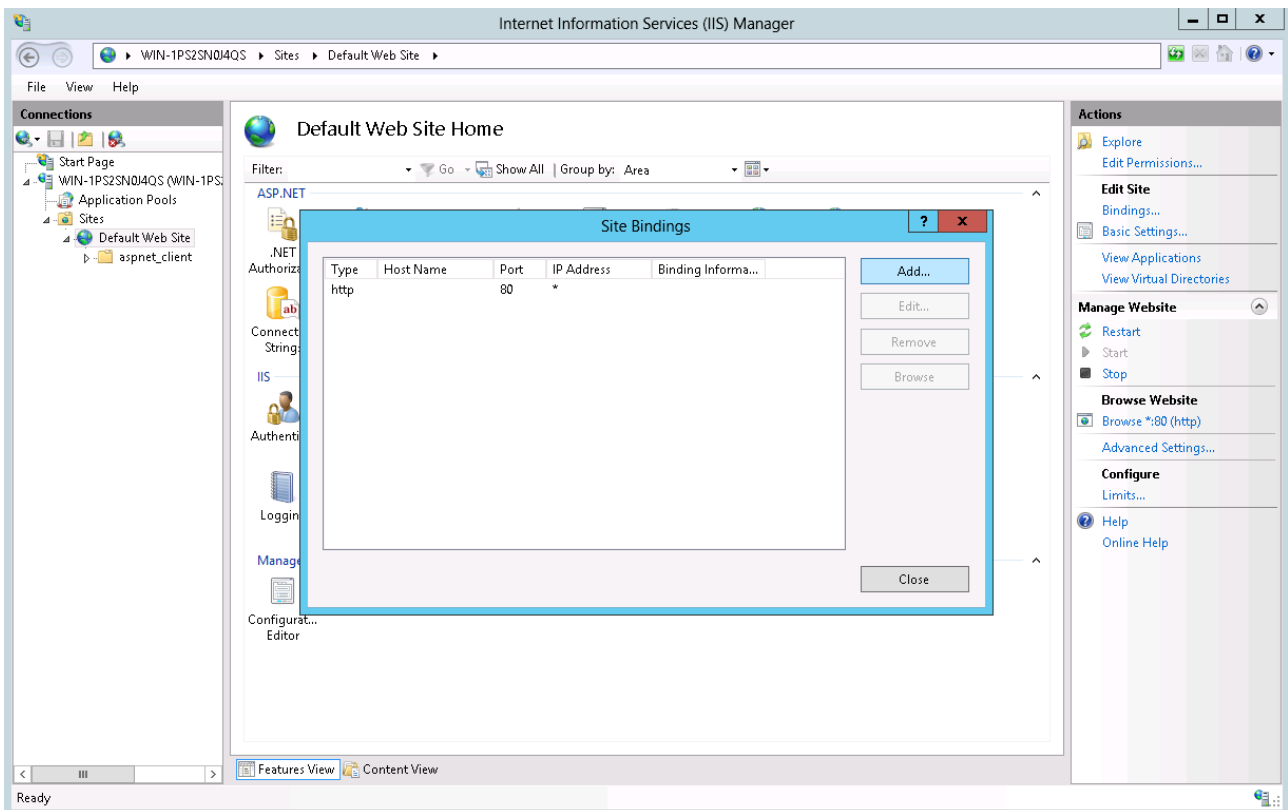 Internet Information Services (IIS) Manager
WIN-1PS2SN0J4QS Sites Default Web Site
File View Help
Connections
Start Page
WIN-1PS2SN0J4QS (WIN-1PS2
Application Pools
Sites
Default Web Site
aspnet_client
Default Web Site Home
Filter: Go Show All Group by: Area
ASP.NET
.NET
Authoriza
Connect
String:
IIS
Authenti
Loggin
Manage
Configurat...
Editor
Site Bindings
?
x
Type Host Name Port IP Address Binding Informa...
http 80 *
Add...
Edit...
Remove
Browse
Close
Features View Content View
Actions
Explore
Edit Permissions...
Edit Site
Bindings...
Basic Settings...
View Applications
View Virtual Directories
Manage Website
Restart
Start
Stop
Browse Website
Browse *:80 (http)
Advanced Settings...
Configure
Limits...
Help
Online Help
Ready